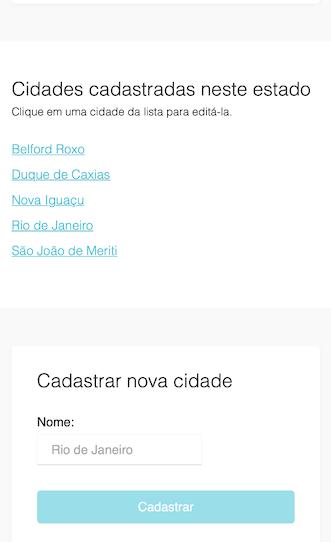 Cidades cadastradas neste estado
Clique em uma cidade da lista para editá-la.
Belford Roxo
Duque de Caxias
Nova Iguaçu
Rio de Janeiro
São João de Meriti
Cadastrar nova cidade
Nome:
Rio de Janeiro
Cadastrar